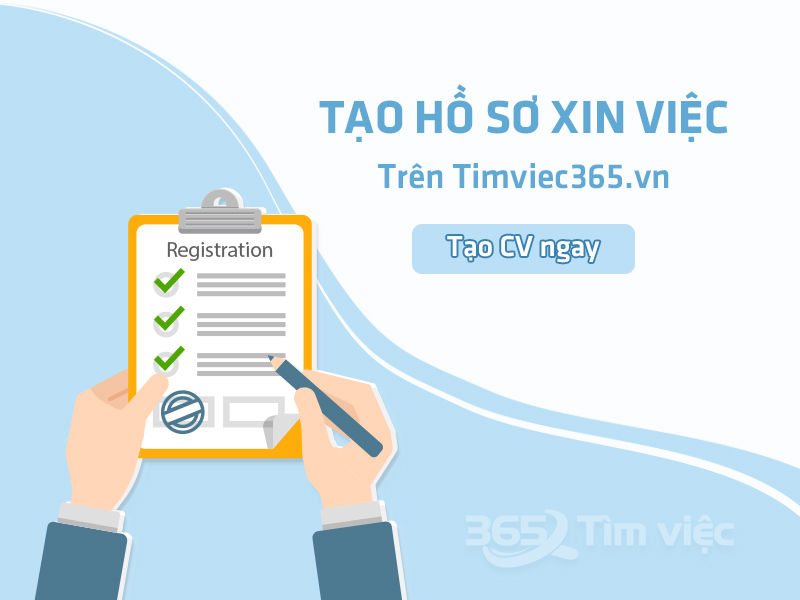 TẠO HỒ SƠ XIN VIỆC
Trên Timviec365.vn
Tạo CV ngay
Registration
365 Tìm việc